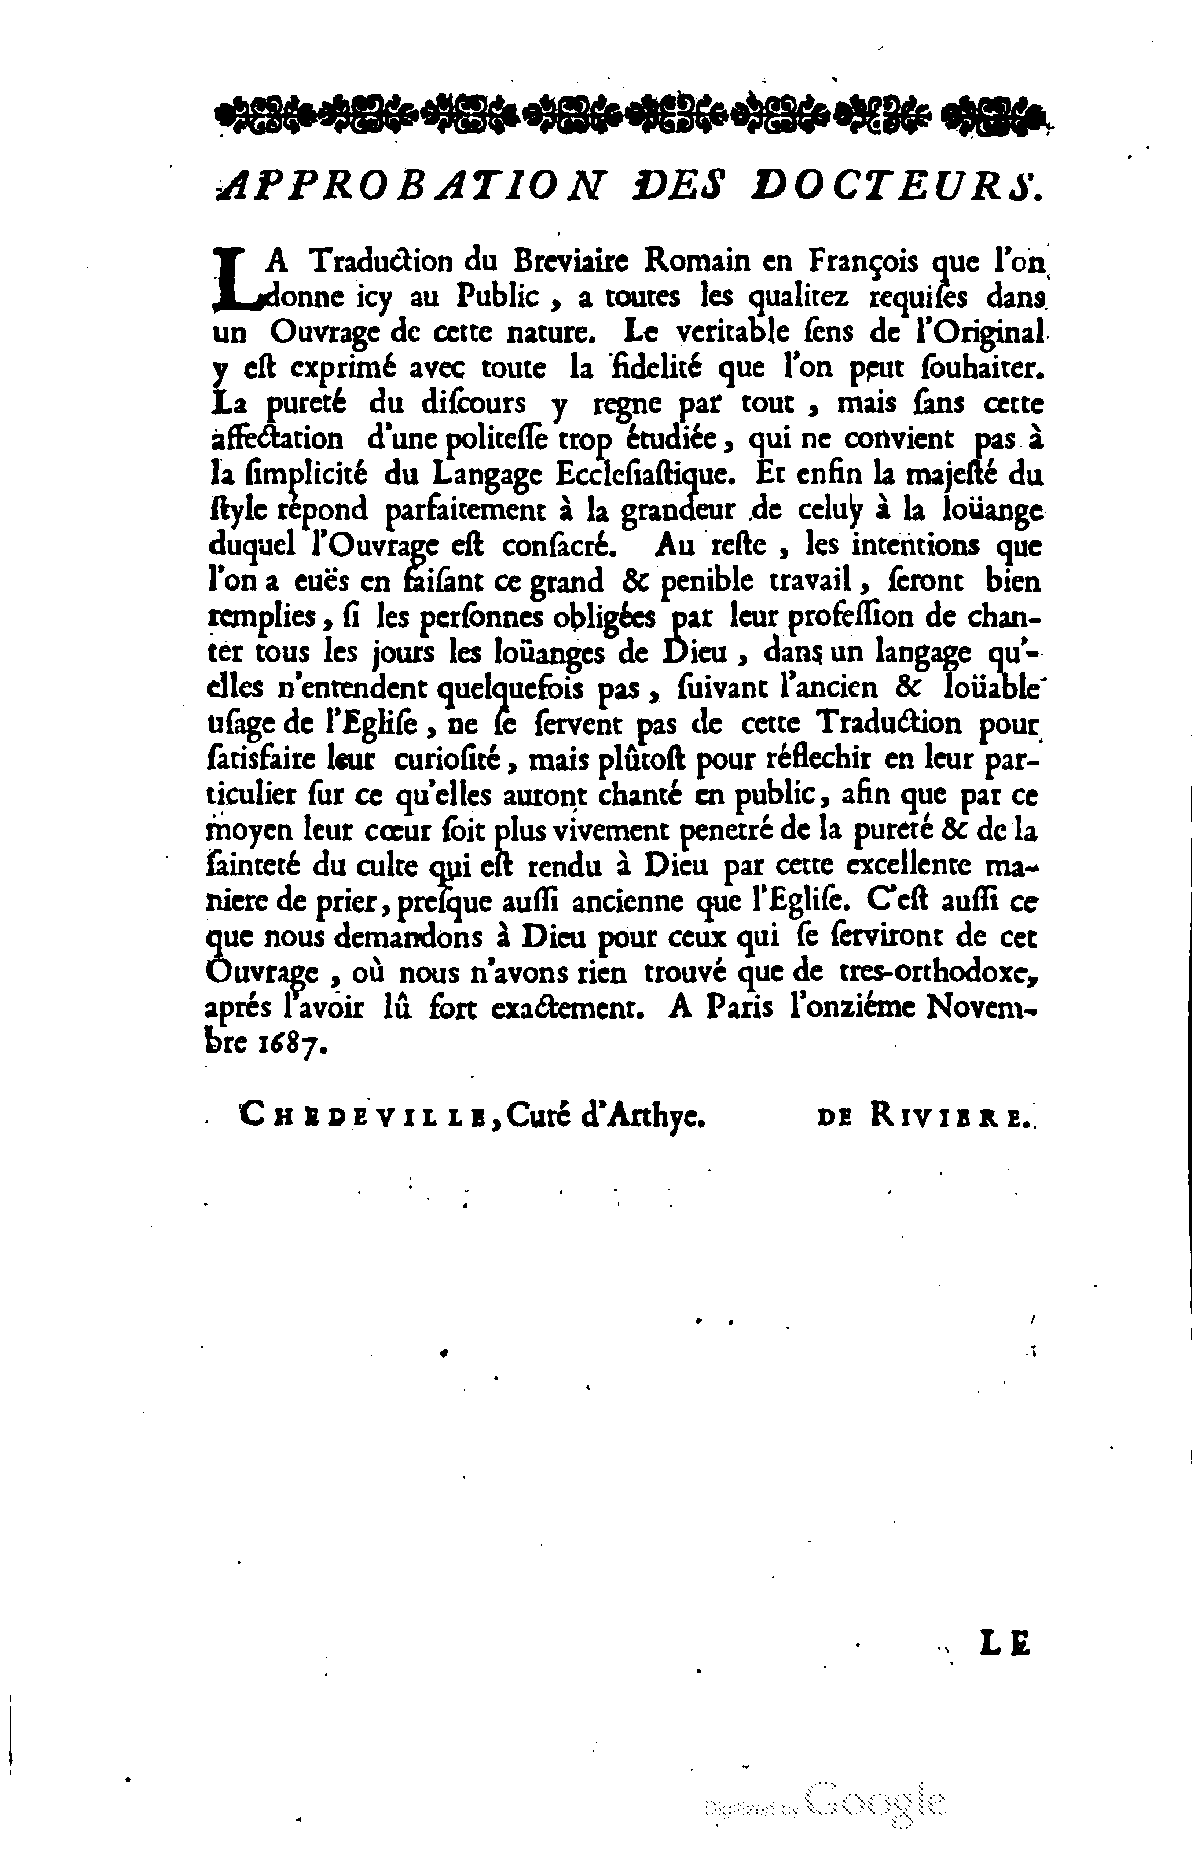 APPROBATION DES DOCTEURS.
LA Traduction du Breviaire Romain en François que l'on
donne icy au Public, a toutes les qualitez requiſes dans
un Ouvrage de cette nature. Le veritable ſens de l'Original
y eſt exprimé avec toute la fidelité que l'on peut ſouhaiter.
La pureté du diſcours y regne par tout, mais ſans cette
affectation d'une politeſſe trop étudiée, qui ne convient pas à
la ſimplicité du Langage Eccleſiaſtique. Et enfin la majeſté du
ſtyle répond parfaitement à la grandeur de celuy à la loüange
duquel l'Ouvrage eſt conſacré. Au reſte, les intentions que
l'on a euës en faiſant ce grand & penible travail, ſeront bien
remplies, ſi les perſonnes obligées par leur profeſſion de chan-
ter tous les jours les loüanges de Dieu, dans un langage qu'-
elles n'entendent quelquefois pas, ſuivant l'ancien & loüable
uſage de l'Egliſe, ne ſe ſervent pas de cette Traduction pour
ſatisfaire leur curioſité, mais plûtoſt pour réflechir en leur par-
ticulier ſur ce qu'elles auront chanté en public, afin que par ce
moyen leur cœur ſoit plus vivement penetré de la pureté & de la
ſainteté du culte qui eſt rendu à Dieu par cette excellente ma-
niere de prier, preſque auſſi ancienne que l'Egliſe. C'eſt auſſi ce
que nous demandons à Dieu pour ceux qui ſe ſerviront de cet
Ouvrage, où nous n'avons rien trouvé que de tres-orthodoxe,
aprés l'avoir lû fort exactement. A Paris l'onziéme Novem-
bre 1687.
CHEDEVILLE, Curé d'Arthye. DE RIVIERE.
LE
Digitized by Google